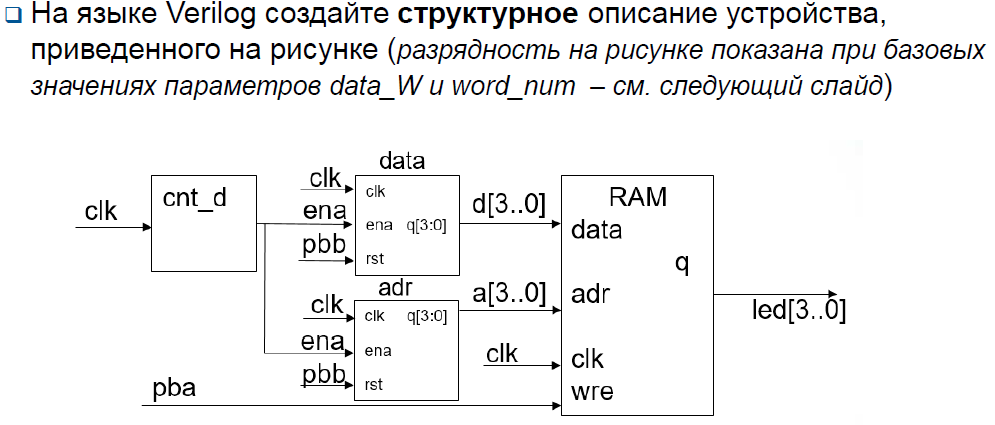 На языке Verilog создайте структурное описание устройства,
приведенного на рисунке (разрядность на рисунке показана при базовых
значениях параметров data_W и word_num – см. следующий слайд)
data
clk
cnt_d
clk
clk
ena
ena q[3:0]
pbb
rst
d[3..0]
RAM
data
q
adr
clk
clk q[3:0]
a[3..0]
adr
led[3..0]
ena
ena
clk
clk
pbb
rst
pba
wre